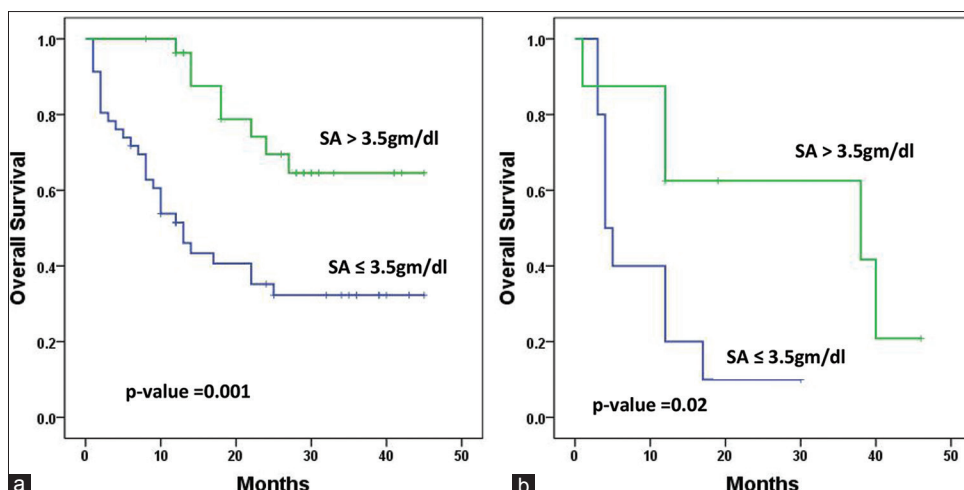 1.0
0.8
0.6
0.4
0.2
0.0
Overall Survival
SA > 3.5gm/dl
SA ≤ 3.5gm/dl
p-value =0.001
0 10 20 30 40 50
Months
a
1.0
0.8
0.6
0.4
0.2
0.0
Overall Survival
SA > 3.5gm/dl
SA ≤ 3.5gm/dl
p-value =0.02
0 10 20 30 40 50
Months
b